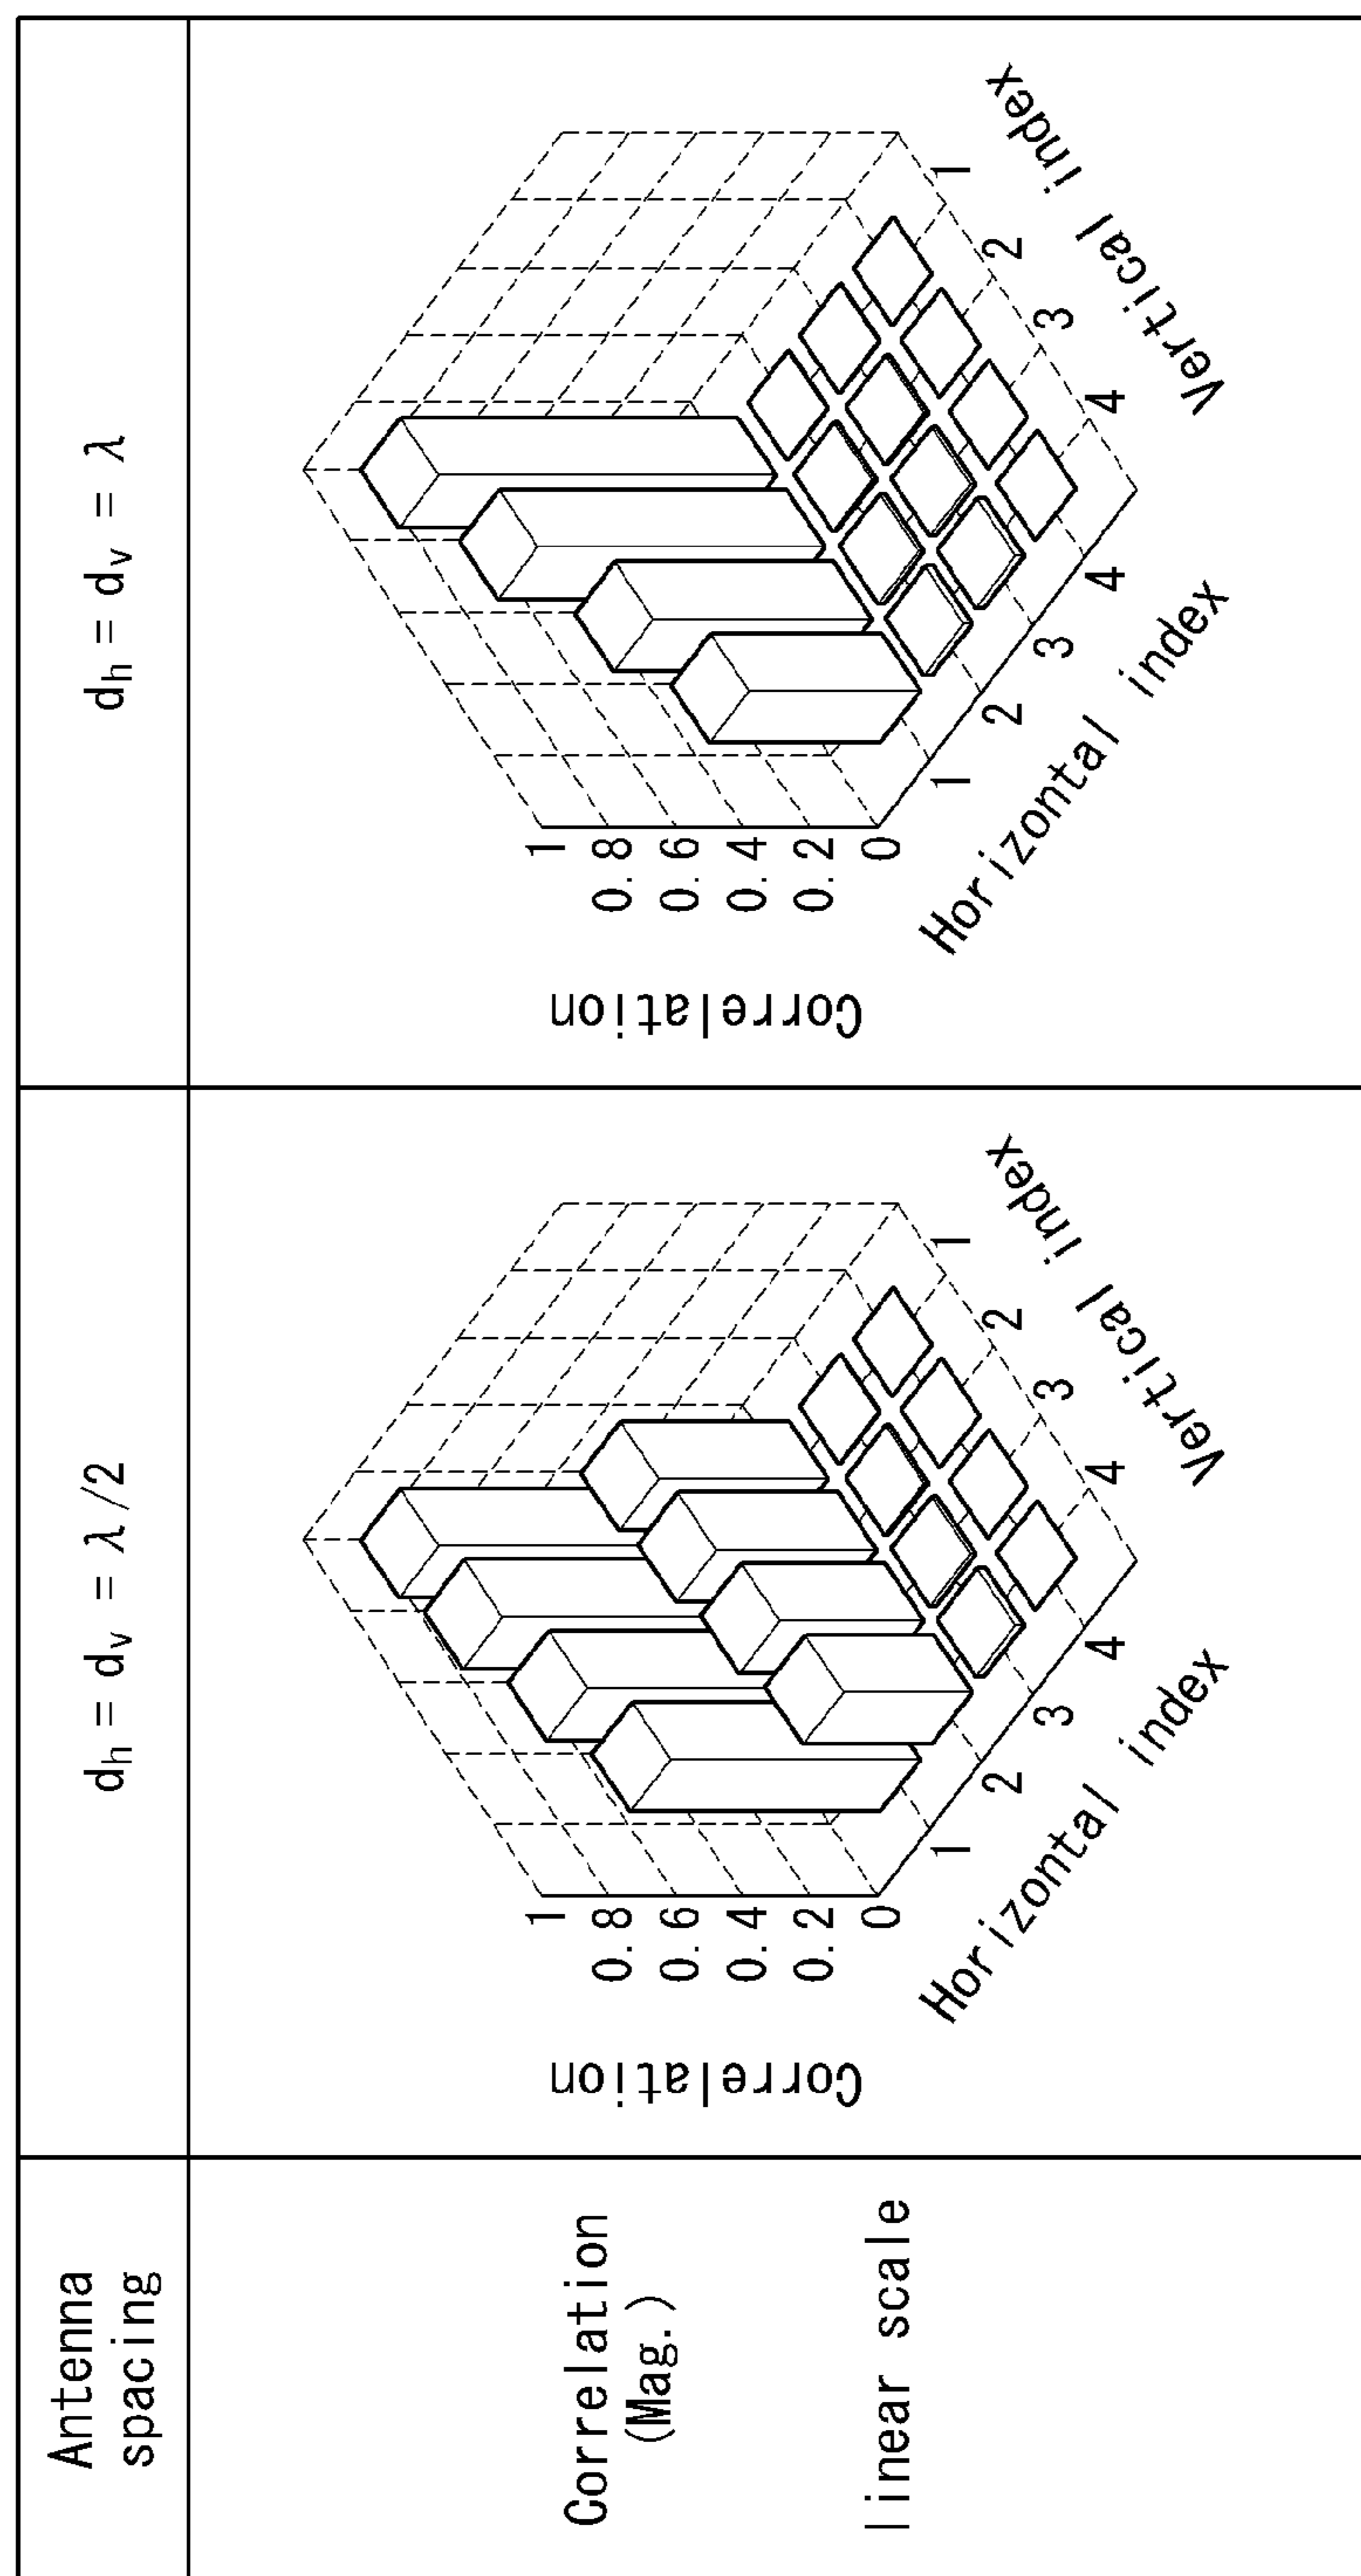 Antenna
spacing
dh = dv = λ/2
dh = dv = λ
Correlation
(Mag.)
linear scale
Correlation
1
0.8
0.6
0.4
0.2
0
1
2
3
4
Horizontal index
1
2
3
4
Vertical index
Correlation
1
0.8
0.6
0.4
0.2
0
1
2
3
4
Horizontal index
1
2
3
4
Vertical index